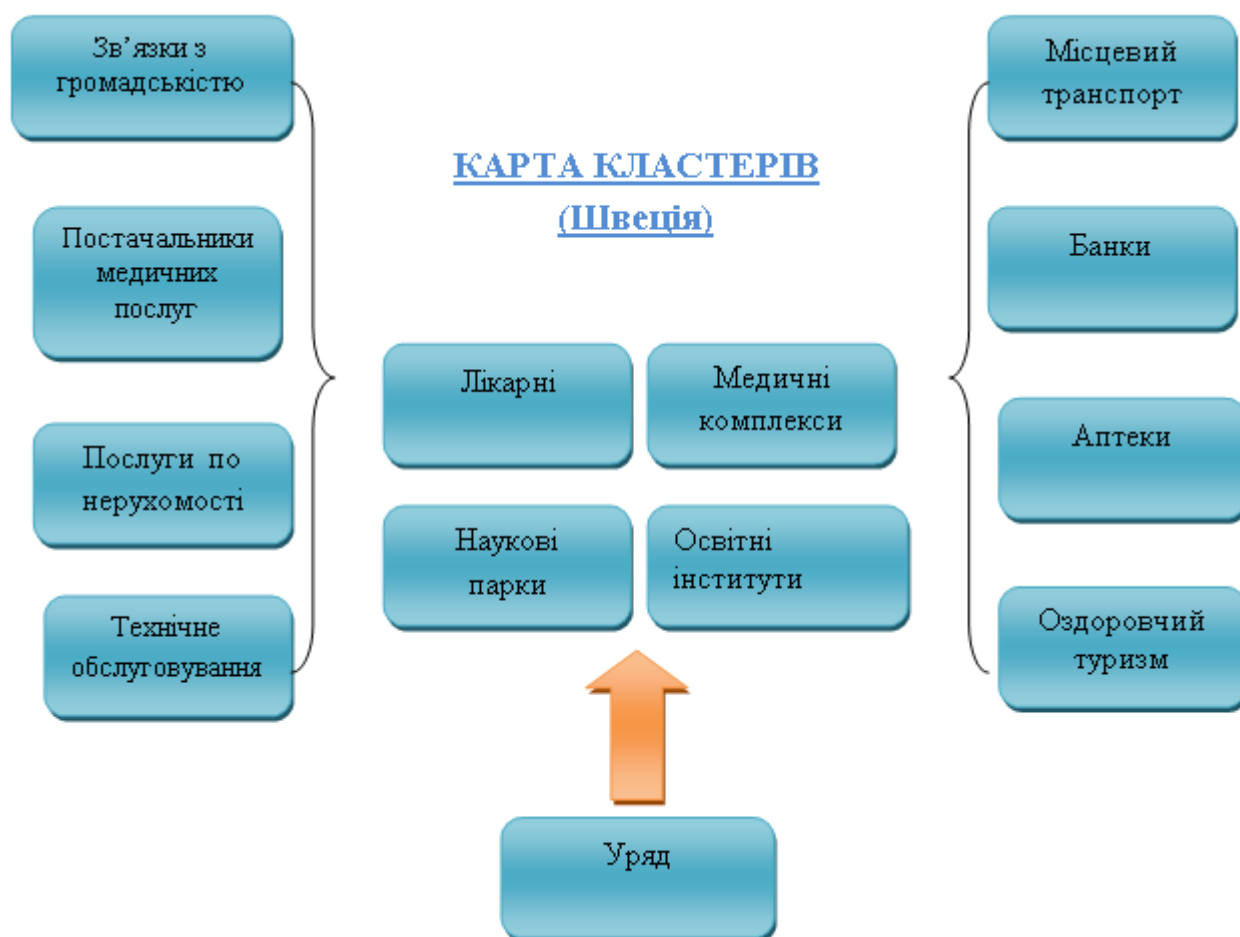 Зв’язки з
громадськістю
Місцевий
транспорт
КАРТА КЛАСТЕРІВ
(Швеція)
Постачальники
медичних
послуг
Банки
Лікарні
Медичні
комплекси
Послуги по
нерухомості
Аптеки
Наукові
парки
Освітні
інститути
Технічне
обслуговування
Оздоровчий
туризм
Уряд